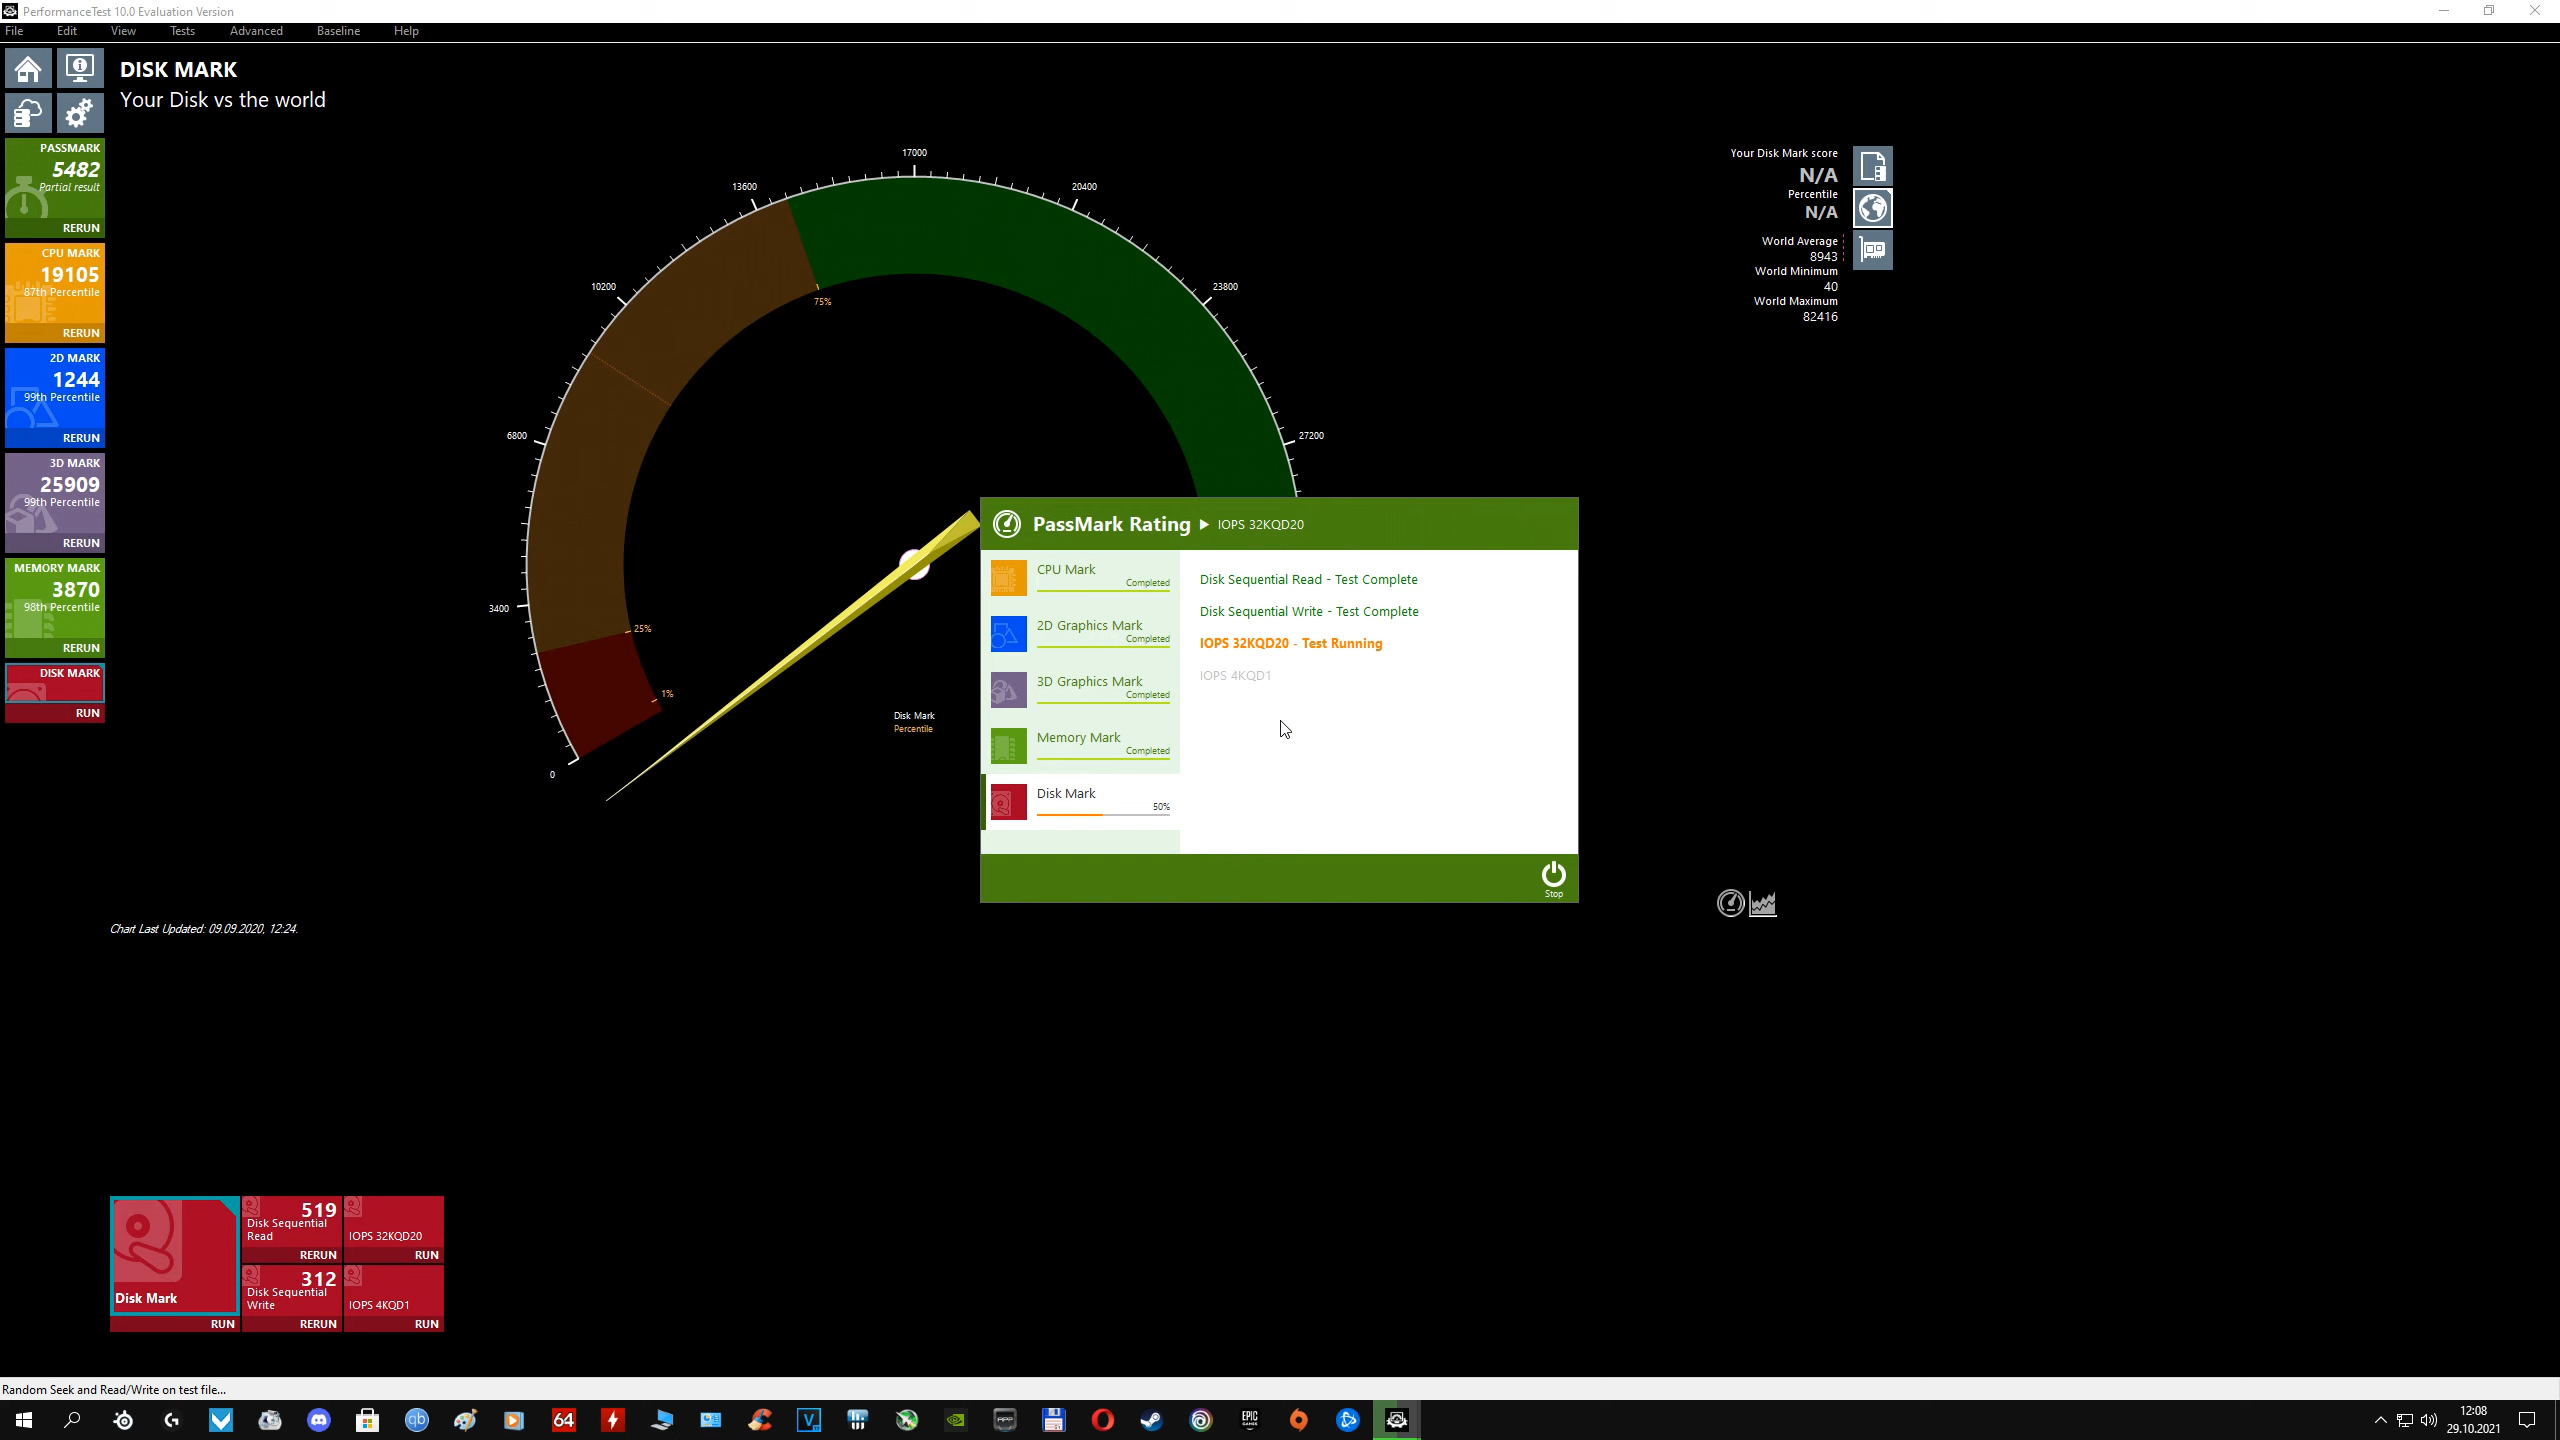 PerformanceTest 10.0 Evaluation Version
File Edit View Tests Advanced Baseline Help
DISK MARK
Your Disk vs the world
PASSMARK
5482
Partial result
RERUN
CPU MARK
19105
87th Percentile
RERUN
2D MARK
1244
99th Percentile
RERUN
3D MARK
25909
99th Percentile
RERUN
MEMORY MARK
3870
98th Percentile
RERUN
DISK MARK
RUN
0
3400
6800
10200
13600
17000
20400
23800
27200
1%
25%
75%
Disk Mark
Percentile
Your Disk Mark score
N/A
Percentile
N/A
World Average
8943
World Minimum
40
World Maximum
82416
PassMark Rating ▶ IOPS 32KQD20
CPU Mark
Completed
2D Graphics Mark
Completed
3D Graphics Mark
Completed
Memory Mark
Completed
Disk Mark
50%
Disk Sequential Read - Test Complete
Disk Sequential Write - Test Complete
IOPS 32KQD20 - Test Running
IOPS 4KQD1
Stop
Chart Last Updated: 09.09.2020, 12:24.
Disk Mark
RUN
519
Disk Sequential
Read
RERUN
IOPS 32KQD20
RUN
312
Disk Sequential
Write
RERUN
IOPS 4KQD1
RUN
Random Seek and Read/Write on test file...
qb
64
V
EPIC
GAMES
12:08
29.10.2021